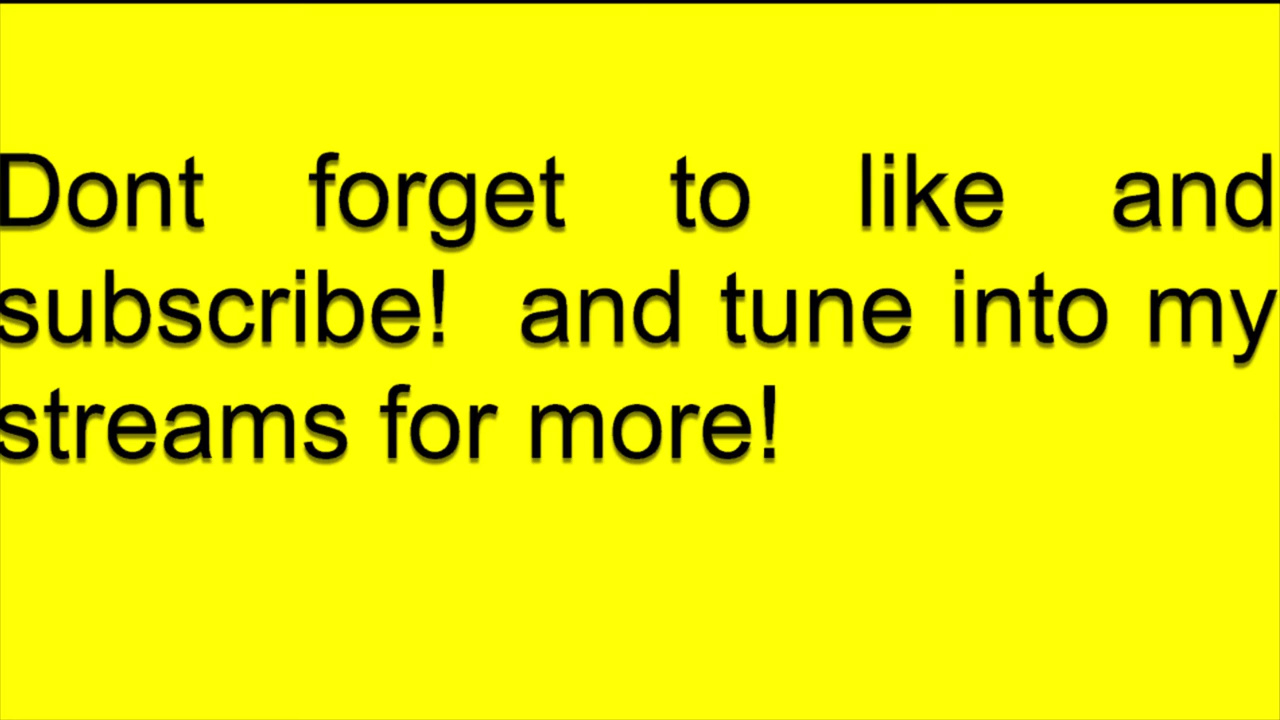 Dont forget to like and
subscribe! and tune into my
streams for more!